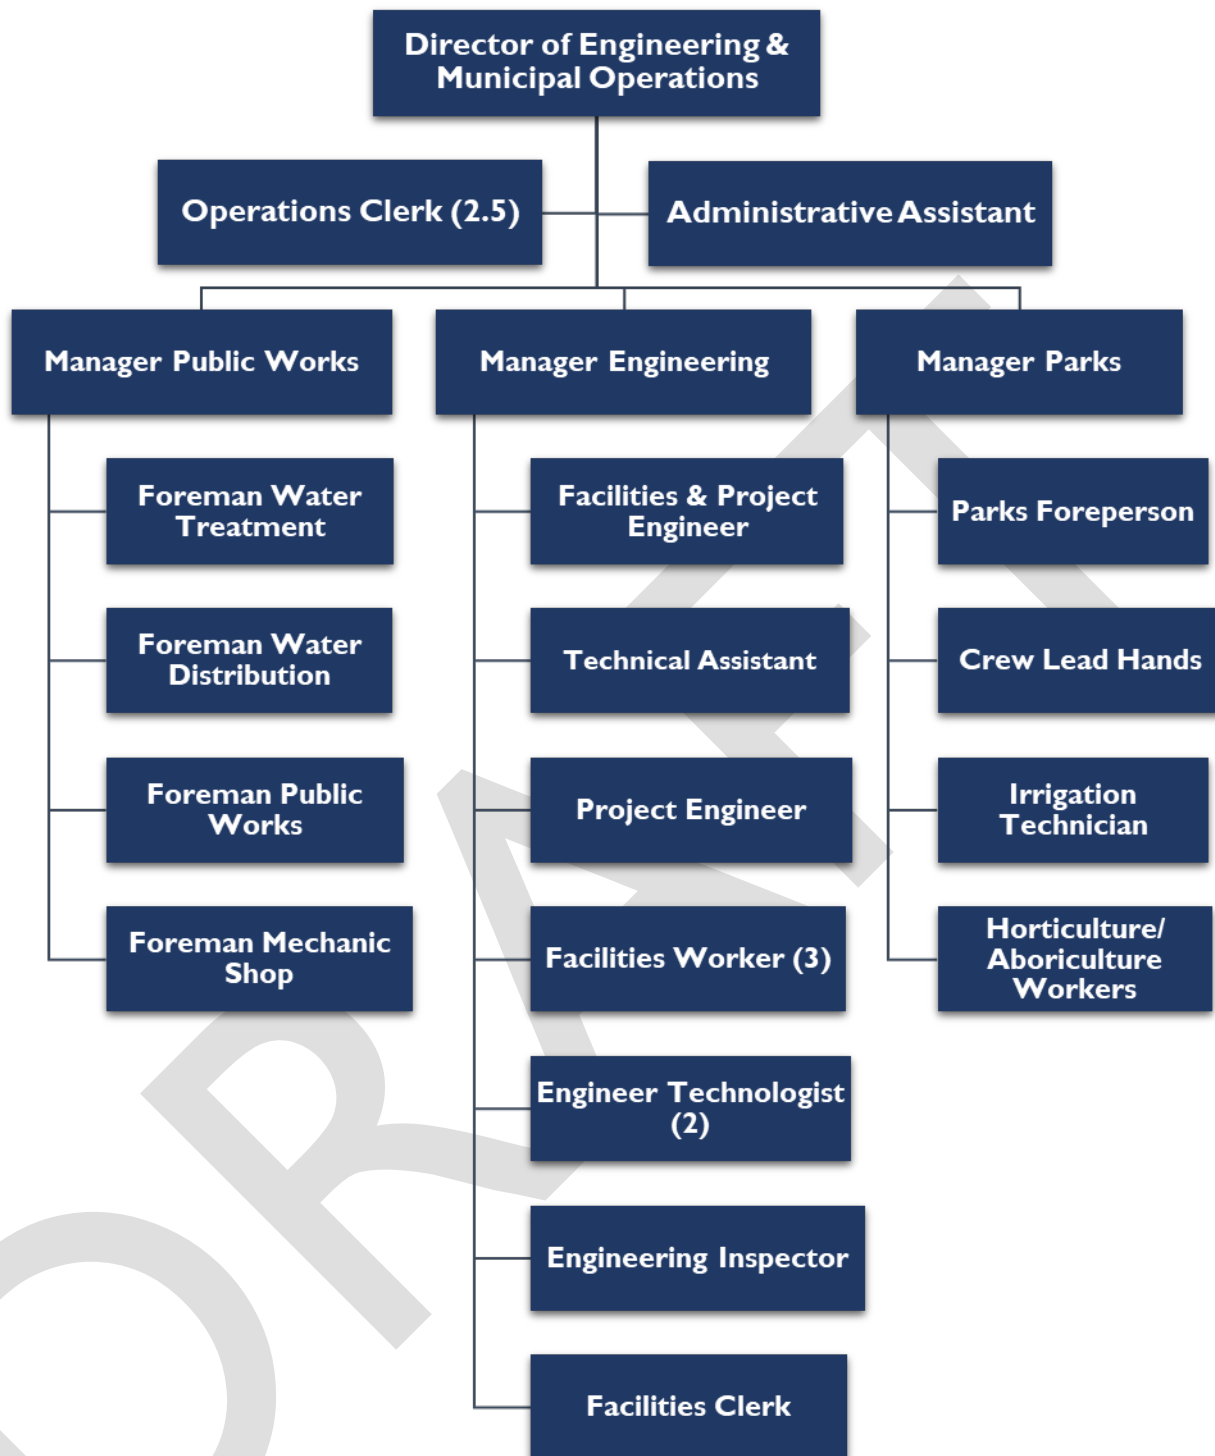 Director of Engineering &
Municipal Operations
Operations Clerk (2.5)
Administrative Assistant
Manager Public Works
Manager Engineering
Manager Parks
Foreman Water
Treatment
Foreman Water
Distribution
Foreman Public
Works
Foreman Mechanic
Shop
Facilities & Project
Engineer
Technical Assistant
Project Engineer
Facilities Worker (3)
Engineer Technologist
(2)
Engineering Inspector
Facilities Clerk
Parks Foreperson
Crew Lead Hands
Irrigation
Technician
Horticulture/
Aboriculture
Workers
DRAFT